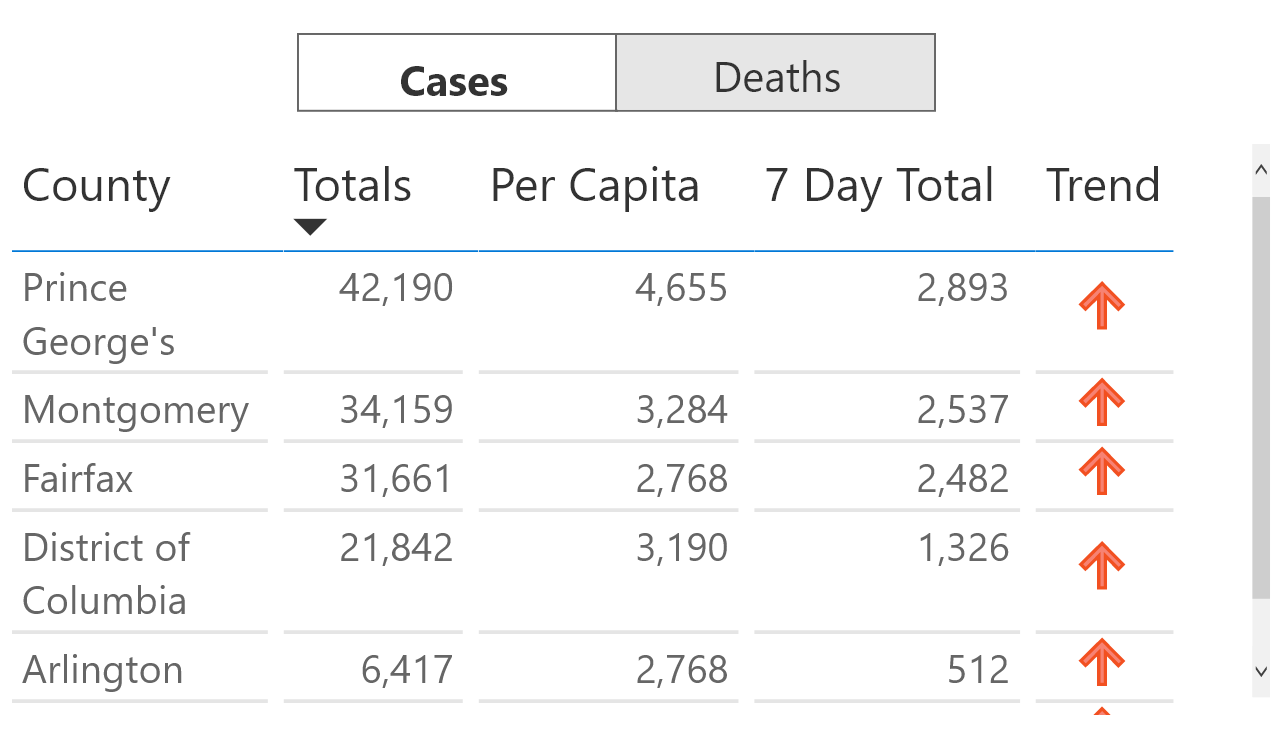 Cases Deaths
County Totals Per Capita 7 Day Total Trend
Prince 42,190 4,655 2,893
George's
Montgomery 34,159 3,284 2,537
Fairfax 31,661 2,768 2,482
District of 21,842 3,190 1,326
Columbia
Arlington 6,417 2,768 512